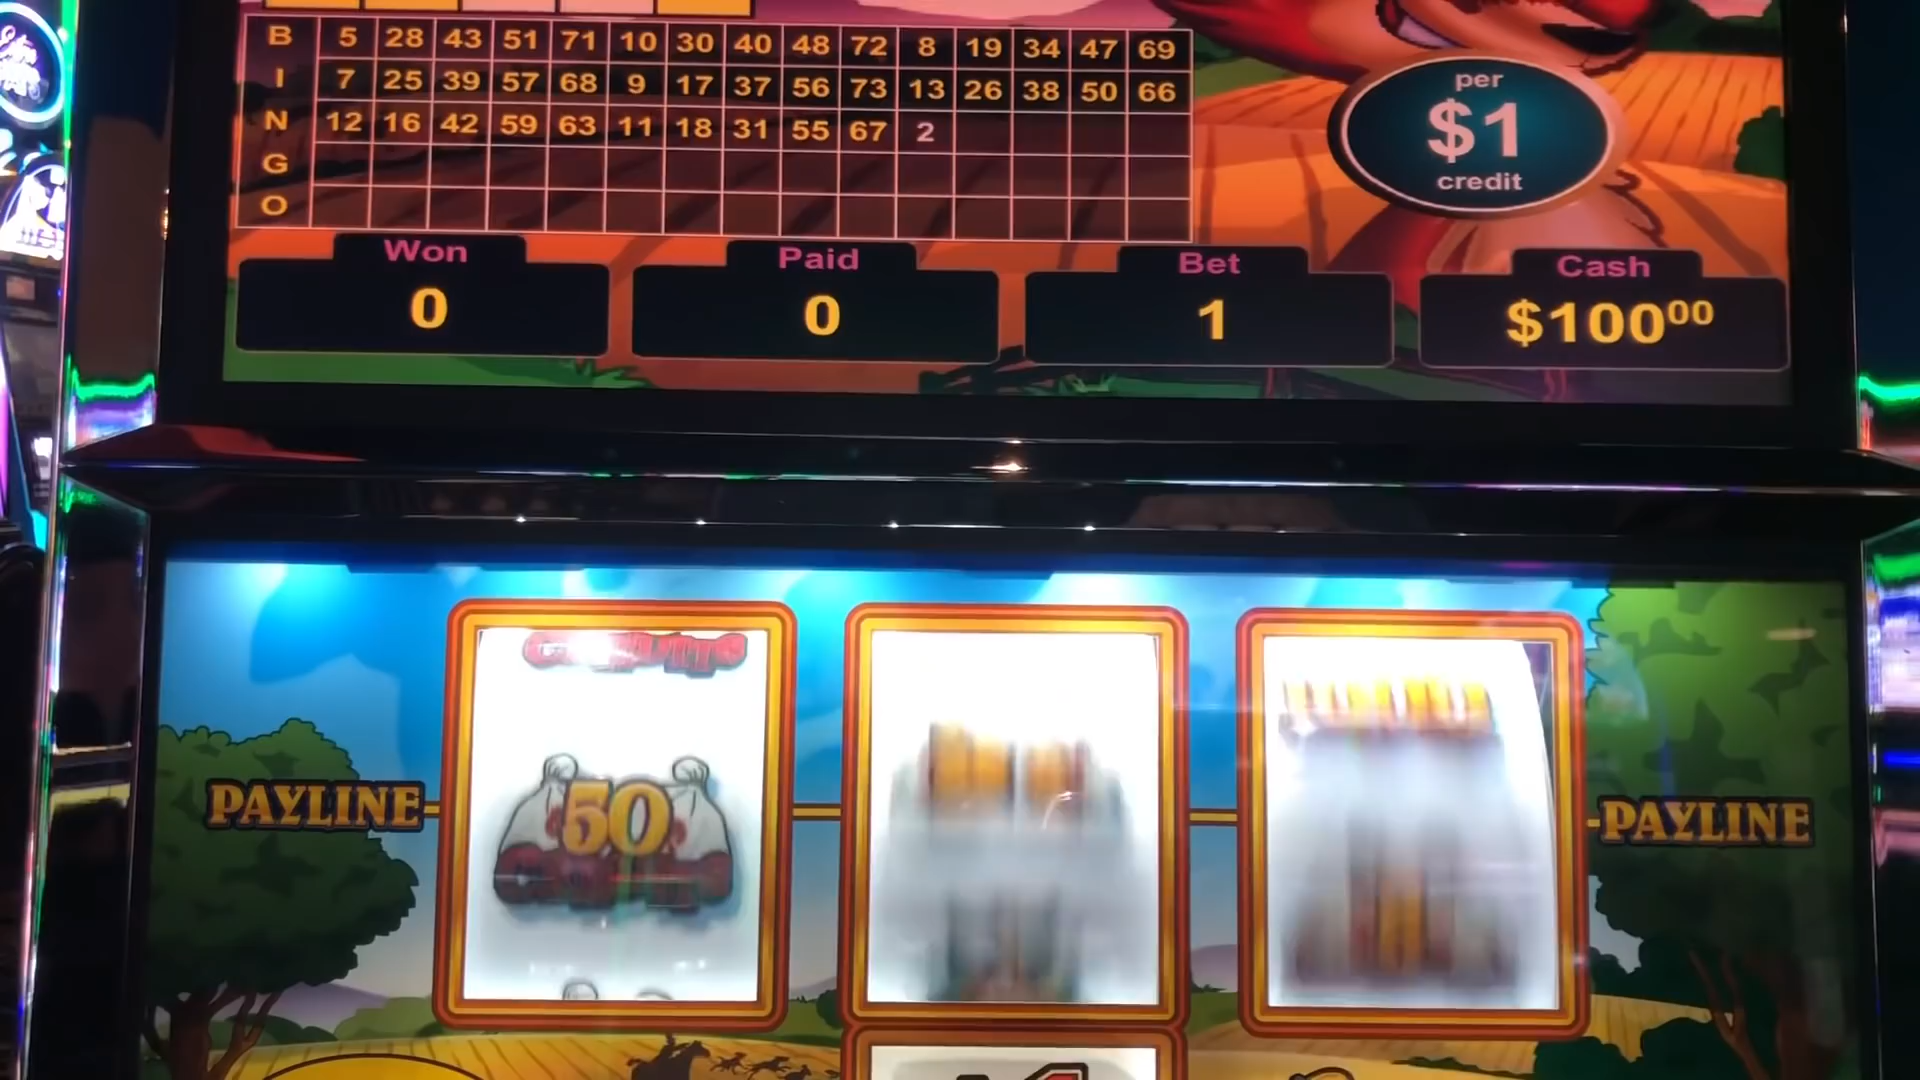 B 5 28 43 51 71 10 30 40 48 72 8 19 34 47 69
I 7 25 39 57 68 9 17 37 56 73 13 26 38 50 66
N 12 16 42 59 63 11 18 31 55 67 2
G
O
per
$1
credit
Won Paid Bet Cash
0 0 1 $100⁰⁰
PAYLINE 50 PAYLINE